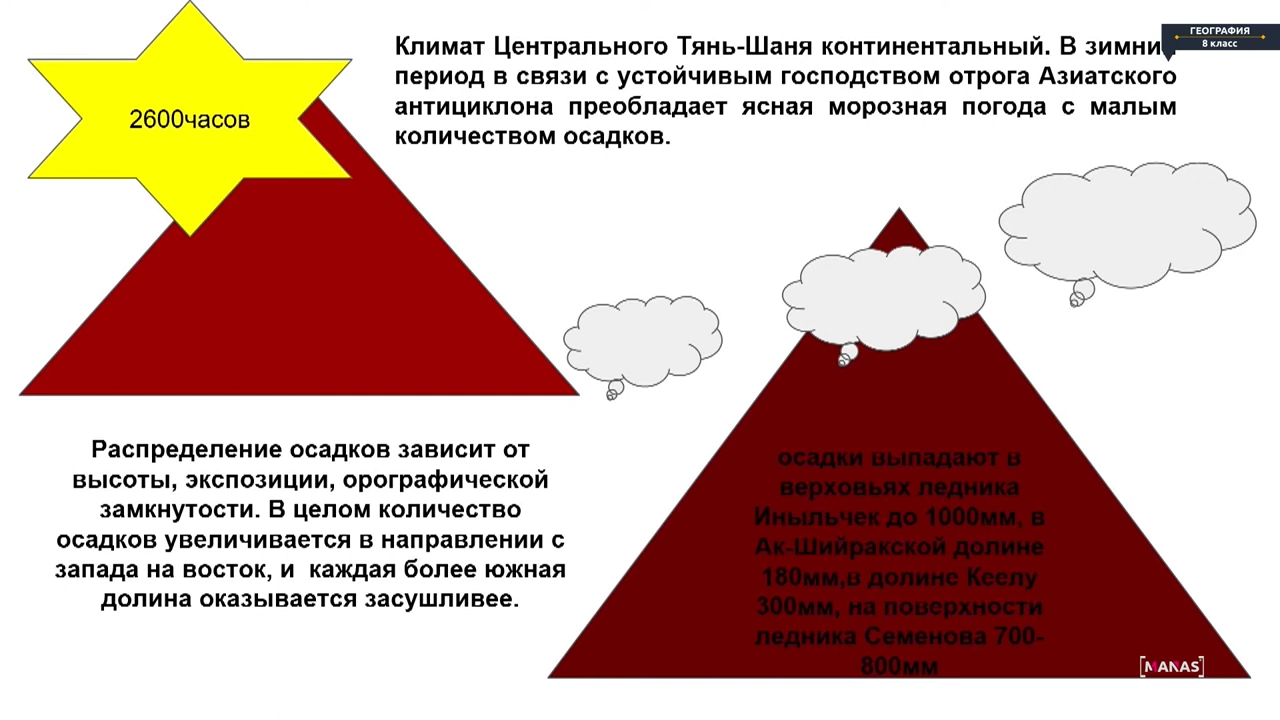 ГЕОГРАФИЯ
8 класс
2600часов
Климат Центрального Тянь-Шаня континентальный. В зимний
период в связи с устойчивым господством отрога Азиатского
антициклона преобладает ясная морозная погода с малым
количеством осадков.
Распределение осадков зависит от
высоты, экспозиции, орографической
замкнутости. В целом количество
осадков увеличивается в направлении с
запада на восток, и  каждая более южная
долина оказывается засушливее.
осадки выпадают в
верховьях ледника
Иныльчек до 1000мм, в
Ак-Шийракской долине
180мм,в долине Кеелу
300мм, на поверхности
ледника Семенова 700-
800мм
[MANAS]